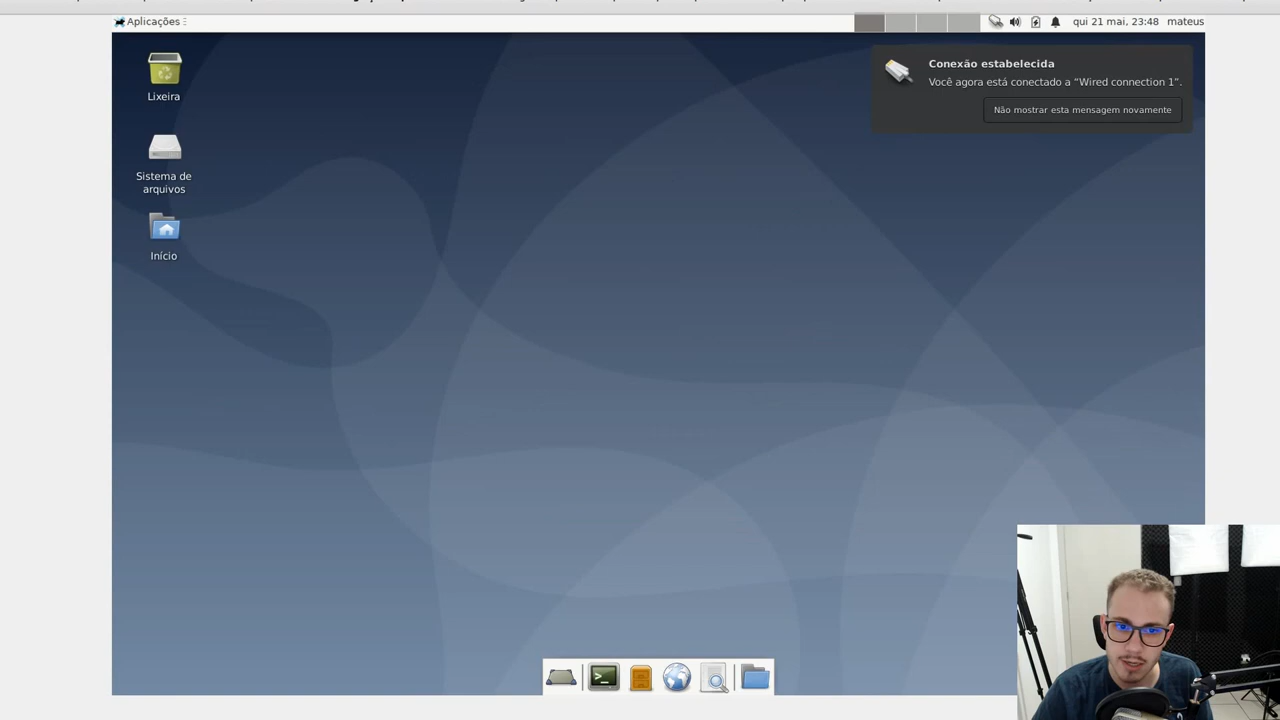 Aplicações
qui 21 mai, 23:48 mateus
Conexão estabelecida
Você agora está conectado a “Wired connection 1”.
Não mostrar esta mensagem novamente
Lixeira
Sistema de
arquivos
Início